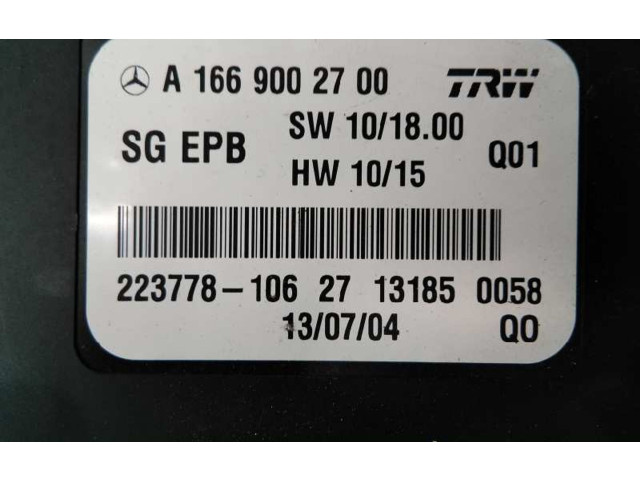 A 166 900 27 00 TRW
SG EPB SW 10/18.00 Q01
HW 10/15
223778-106 27 13185 0058
13/07/04 QO